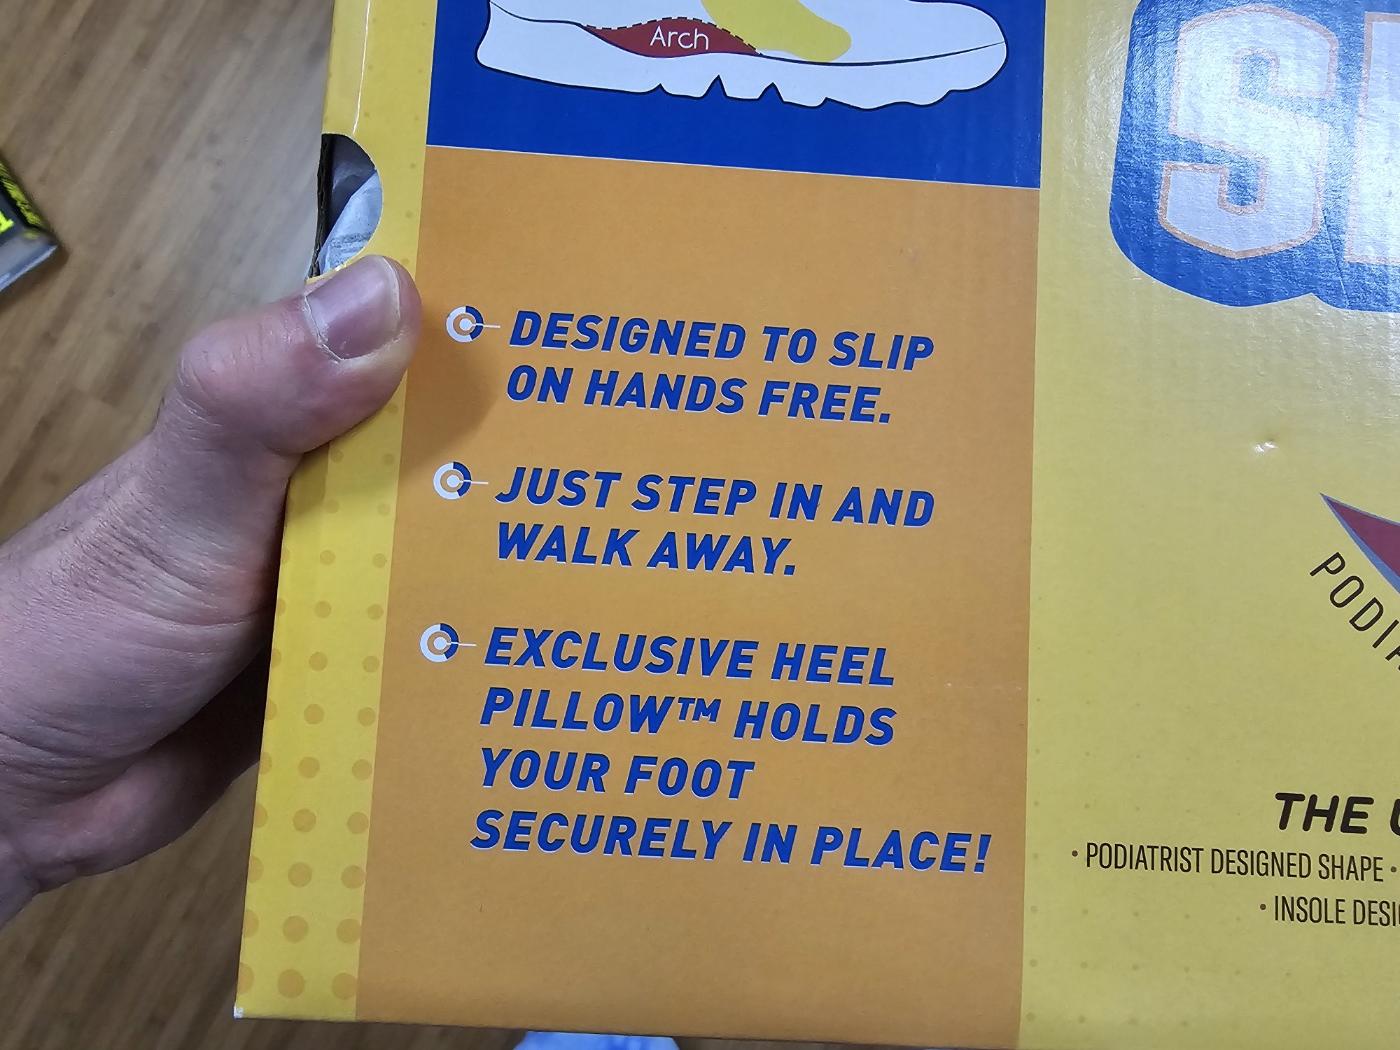 Arch
DESIGNED TO SLIP
ON HANDS FREE.
JUST STEP IN AND
WALK AWAY.
EXCLUSIVE HEEL
PILLOW™ HOLDS
YOUR FOOT
SECURELY IN PLACE!
S
THE
• PODIATRIST DESIGNED SHAPE •
• INSOLE